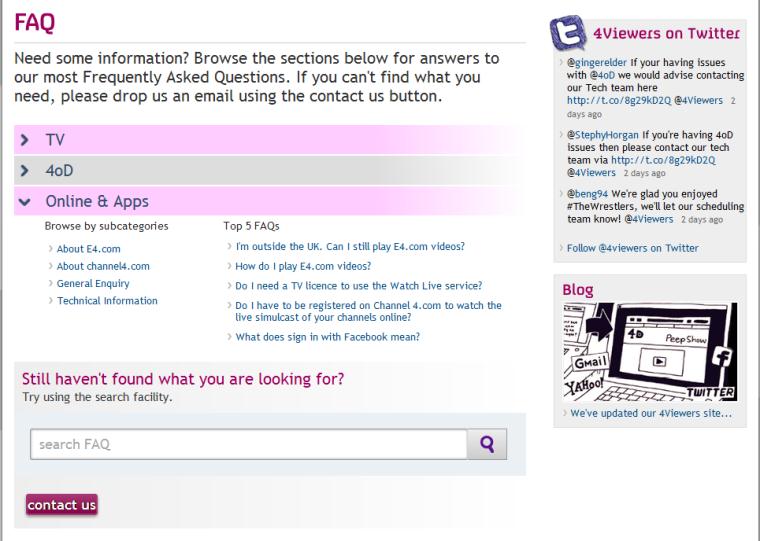 FAQ
Need some information? Browse the sections below for answers to
our most Frequently Asked Questions. If you can't find what you
need, please drop us an email using the contact us button.
TV
4oD
Online & Apps
Browse by subcategories
About E4.com
About channel4.com
General Enquiry
Technical Information
Top 5 FAQs
I'm outside the UK. Can I still play E4.com videos?
How do I play E4.com videos?
Do I need a TV licence to use the Watch Live service?
Do I have to be registered on Channel 4.com to watch the
live simulcast of your channels online?
What does sign in with Facebook mean?
Still haven't found what you are looking for?
Try using the search facility.
search FAQ
contact us
4Viewers on Twitter
@gingerelder If your having issues
with @4oD we would advise contacting
our Tech team here
http://t.co/8g29kD2Q @4Viewers 2
days ago
@StephyHorgan If you're having 4oD
issues then please contact our tech
team via http://t.co/8g29kD2Q
@4Viewers 2 days ago
@beng94 We're glad you enjoyed
#TheWrestlers, we'll let our scheduling
team know! @4Viewers 2 days ago
Follow @4viewers on Twitter
Blog
4D PeepShow
Gmail
YAHOO!
TWITTER
We've updated our 4Viewers site...